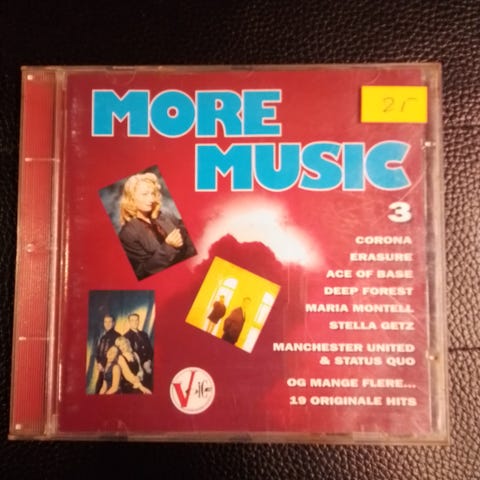 MORE
MUSIC
3
25
CORONA
ERASURE
ACE OF BASE
DEEP FOREST
MARIA MONTELL
STELLA GETZ
MANCHESTER UNITED
& STATUS QUO
OG MANGE FLERE...
19 ORIGINALE HITS